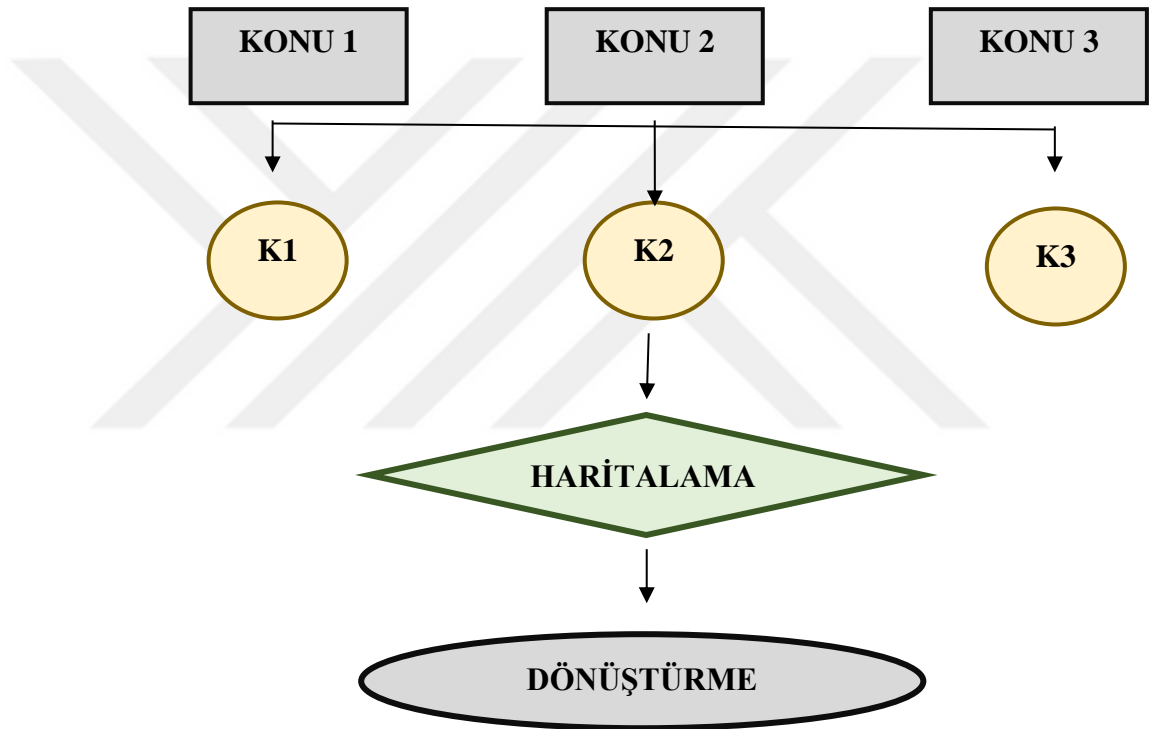 KONU 1
KONU 2
KONU 3
K1
K2
K3
HARİTALAMA
DÖNÜŞTÜRME